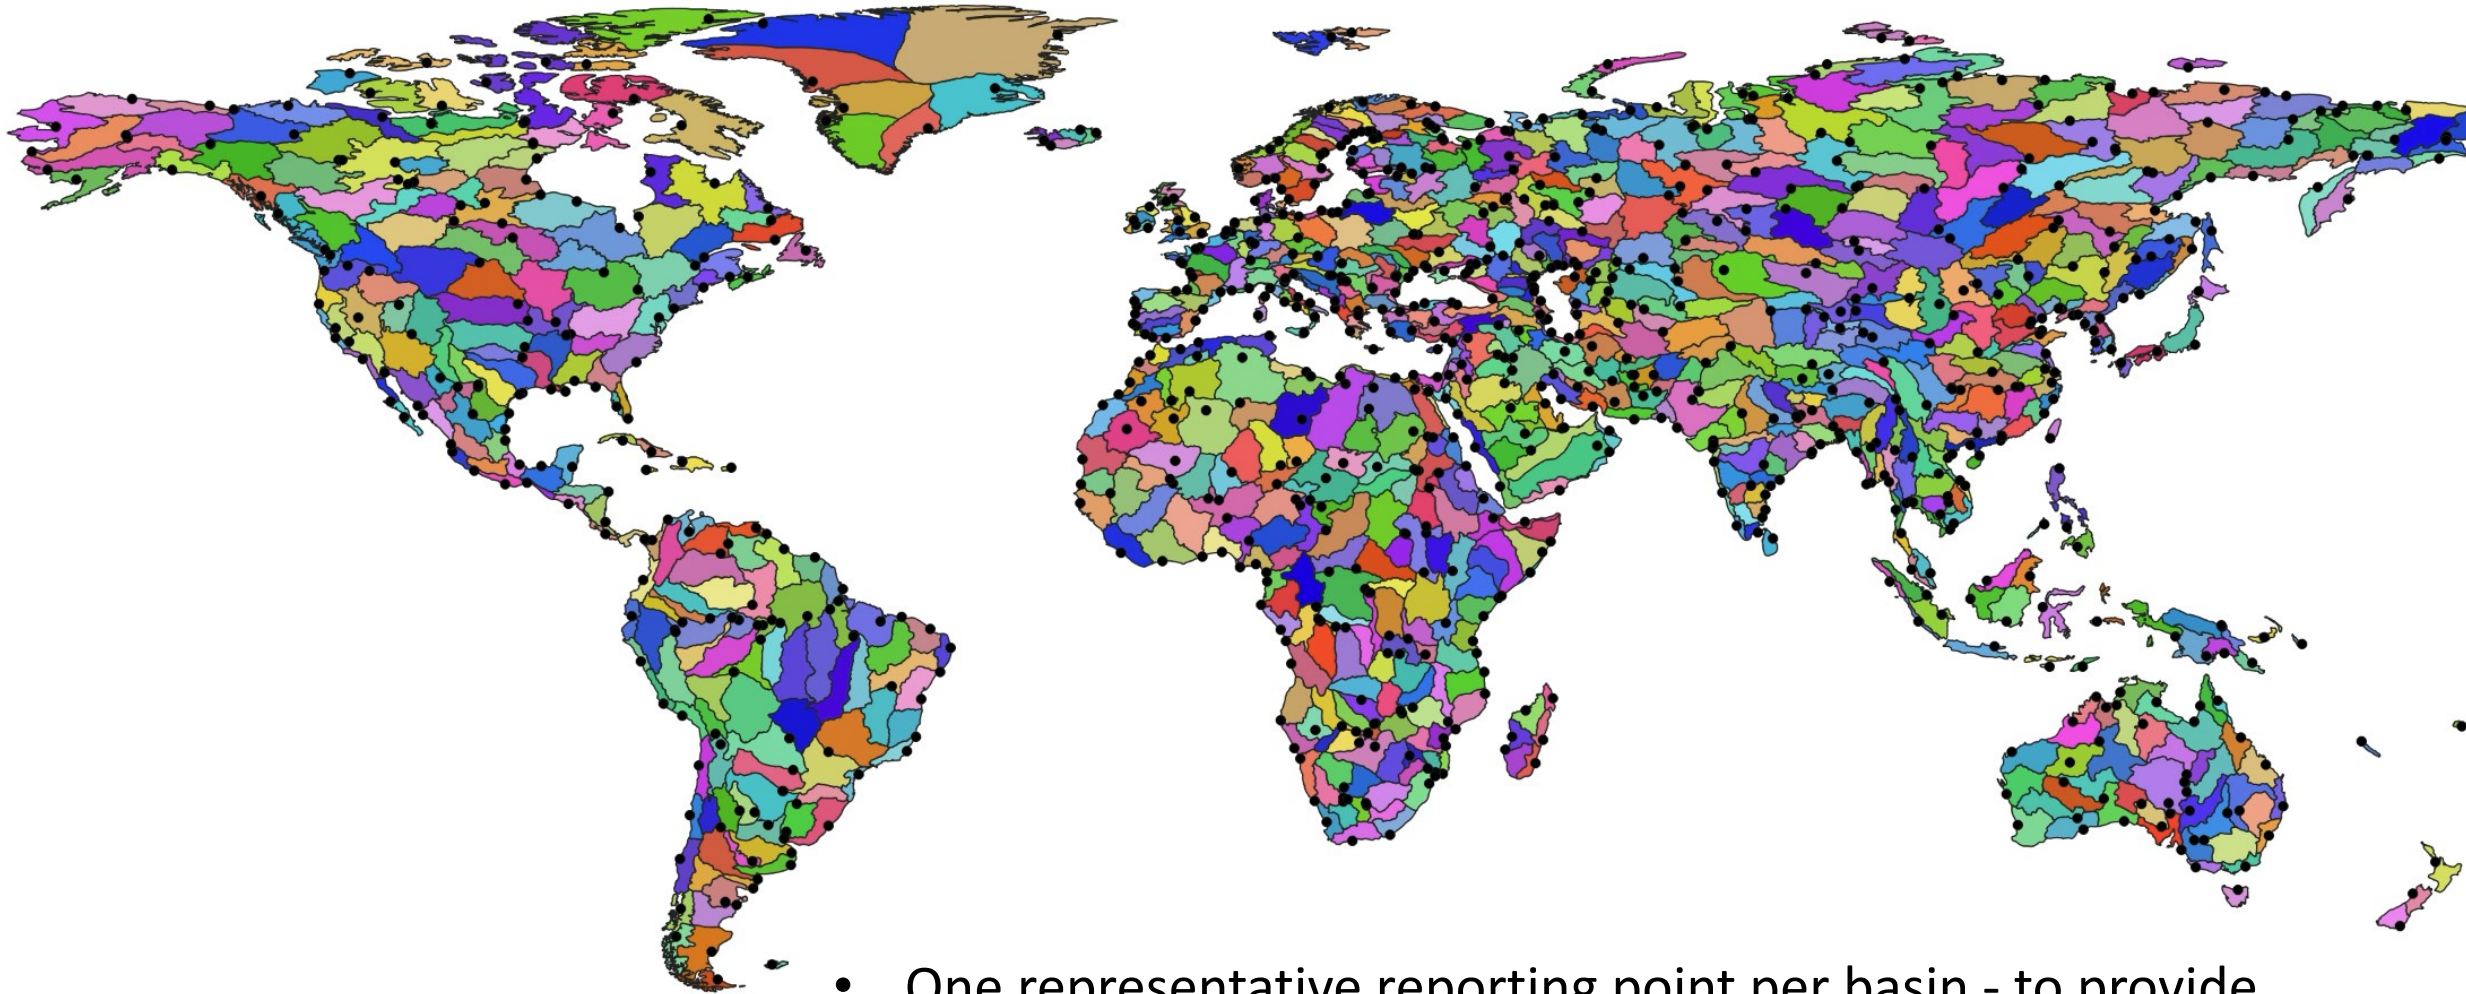 • One representative reporting point per basin - to provide